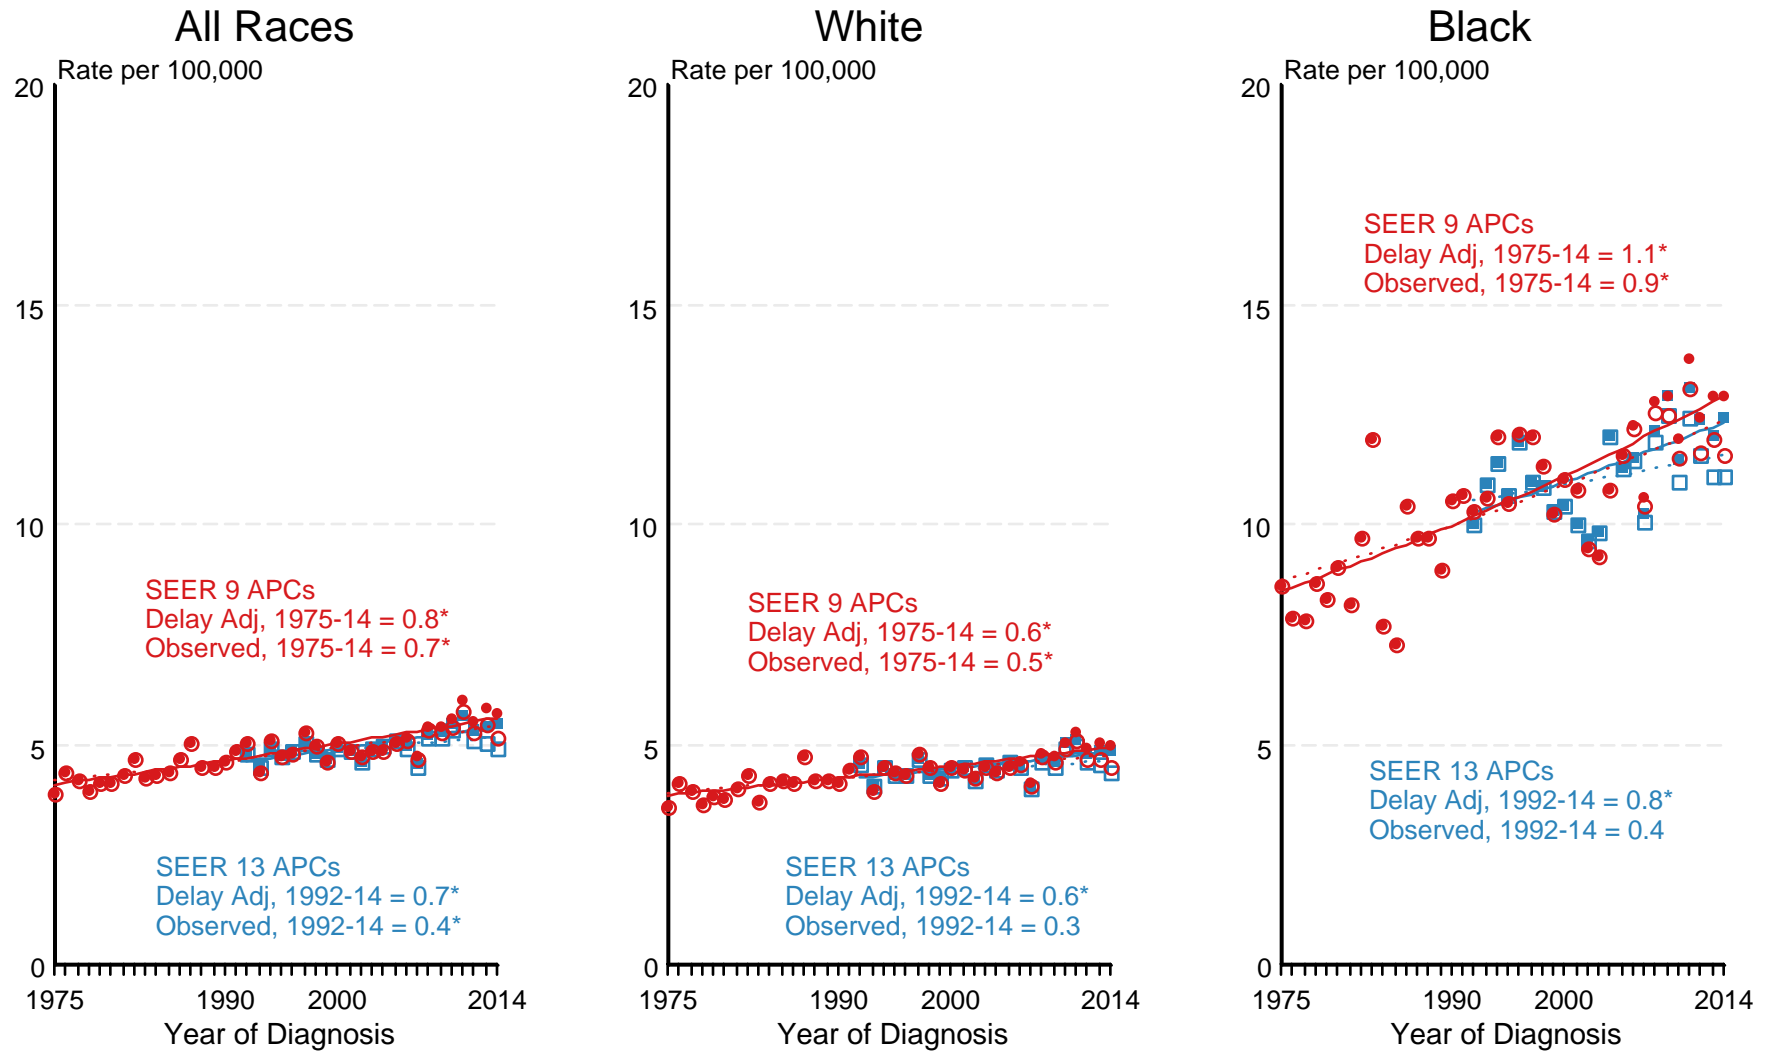 All Races
Rate per 100,000
20
15
10
5
0
SEER 9 APCs
Delay Adj, 1975-14 = 0.8*
Observed, 1975-14 = 0.7*
SEER 13 APCs
Delay Adj, 1992-14 = 0.7*
Observed, 1992-14 = 0.4*
1975 1990 2000 2014
Year of Diagnosis
White
Rate per 100,000
20
15
10
5
0
SEER 9 APCs
Delay Adj, 1975-14 = 0.6*
Observed, 1975-14 = 0.5*
SEER 13 APCs
Delay Adj, 1992-14 = 0.6*
Observed, 1992-14 = 0.3
1975 1990 2000 2014
Year of Diagnosis
Black
Rate per 100,000
20
15
10
5
0
SEER 9 APCs
Delay Adj, 1975-14 = 1.1*
Observed, 1975-14 = 0.9*
SEER 13 APCs
Delay Adj, 1992-14 = 0.8*
Observed, 1992-14 = 0.4
1975 1990 2000 2014
Year of Diagnosis